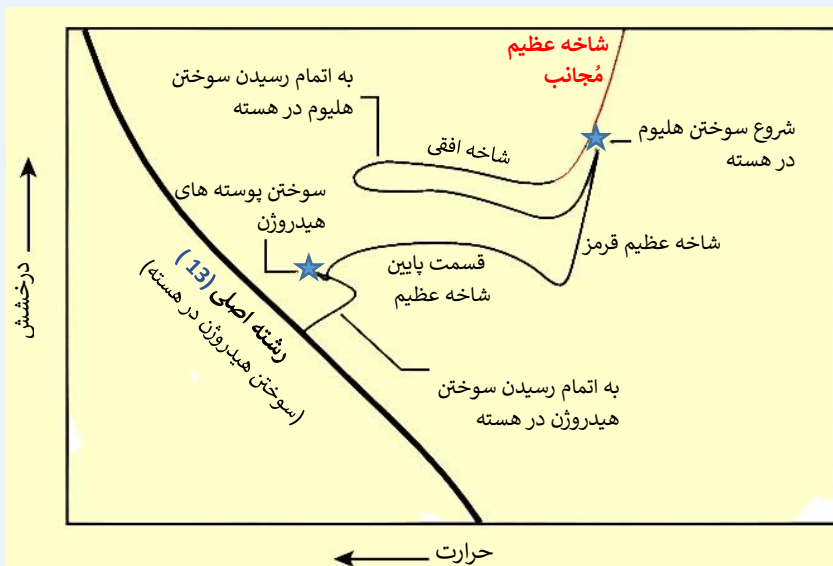 شاخه عظیم
مُجانب
به اتمام رسیدن سوختن
هلیوم در هسته
شروع سوختن هلیوم
در هسته
شاخه افقی
سوختن پوسته های
هیدروژن
شاخه عظیم قرمز
قسمت پایین
شاخه عظیم
درخشش
رشته اصلی (13 )
(سوختن هیدروژن در هسته)
به اتمام رسیدن سوختن
هیدروژن در هسته
حرارت